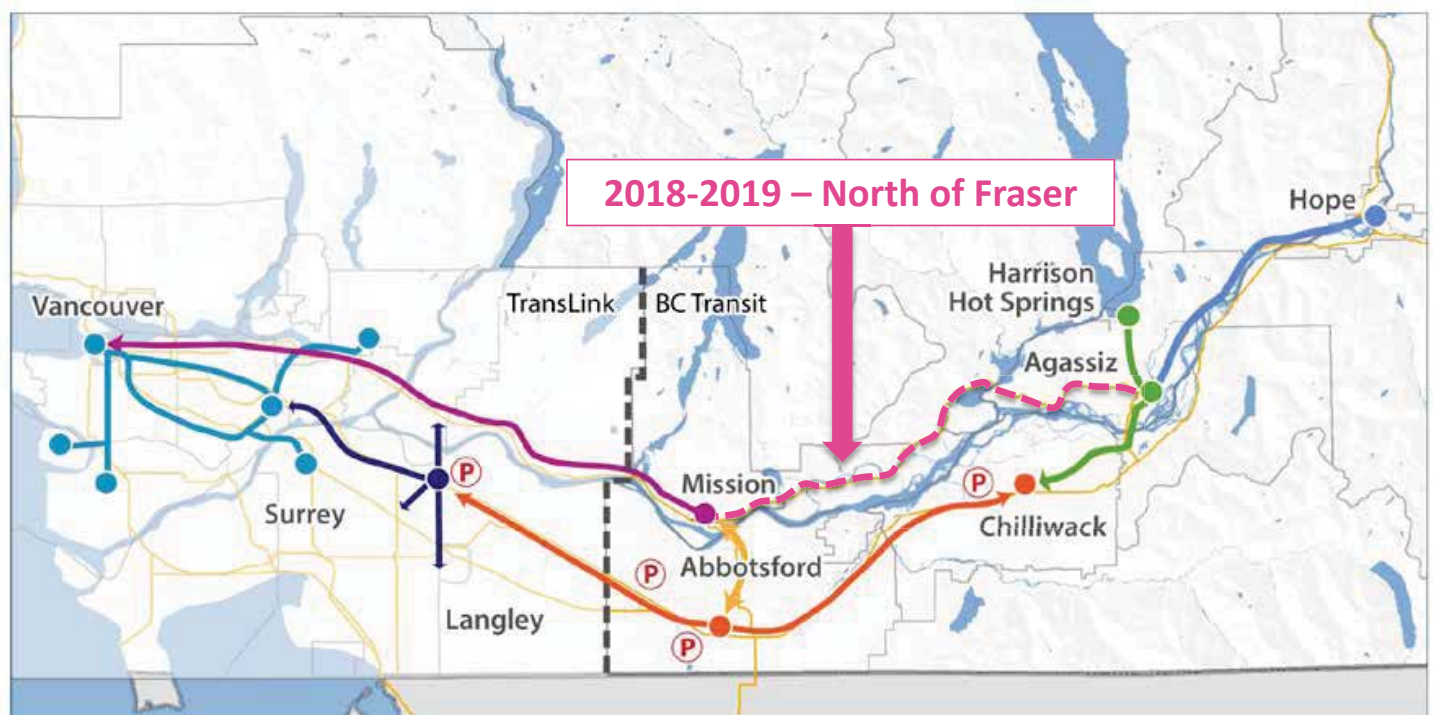 2018-2019 – North of Fraser
Hope
Harrison
Hot Springs
Vancouver
TransLink
BC Transit
Agassiz
P
Mission
P
Surrey
Chilliwack
P
Abbotsford
Langley
P